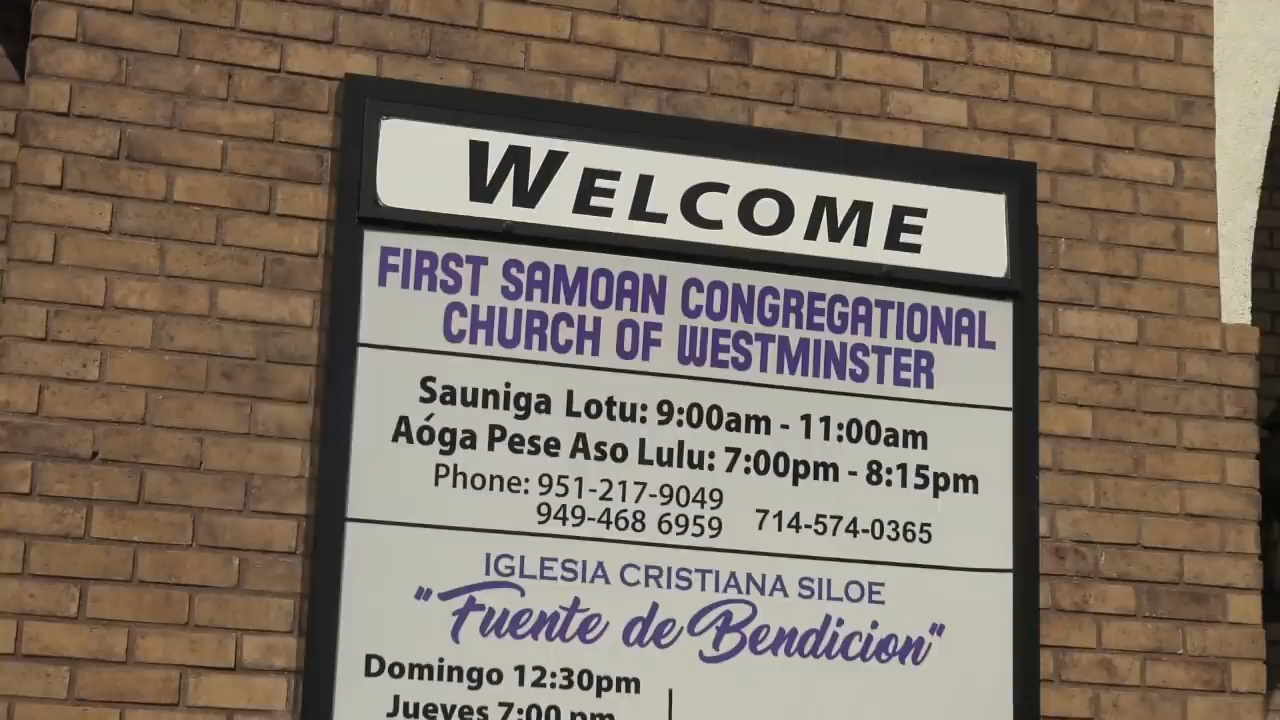 WELCOME
FIRST SAMOAN CONGREGATIONAL
CHURCH OF WESTMINSTER
Sauniga Lotu: 9:00am - 11:00am
Aóga Pese Aso Lulu: 7:00pm - 8:15pm
Phone: 951-217-9049
949-468 6959 714-574-0365
IGLESIA CRISTIANA SILOE
"Fuente de Bendicion"
Domingo 12:30pm
Jueves 7:00 pm